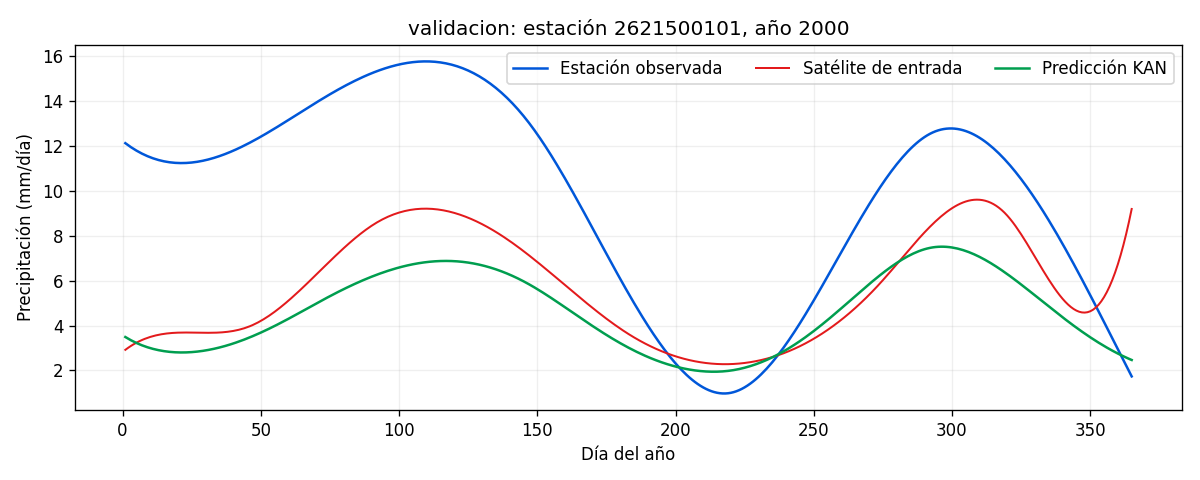 validacion: estación 2621500101, año 2000
Estación observada
Satélite de entrada
Predicción KAN
Precipitación (mm/día)
16
14
12
10
8
6
4
2
0
50
100
150
200
250
300
350
Día del año